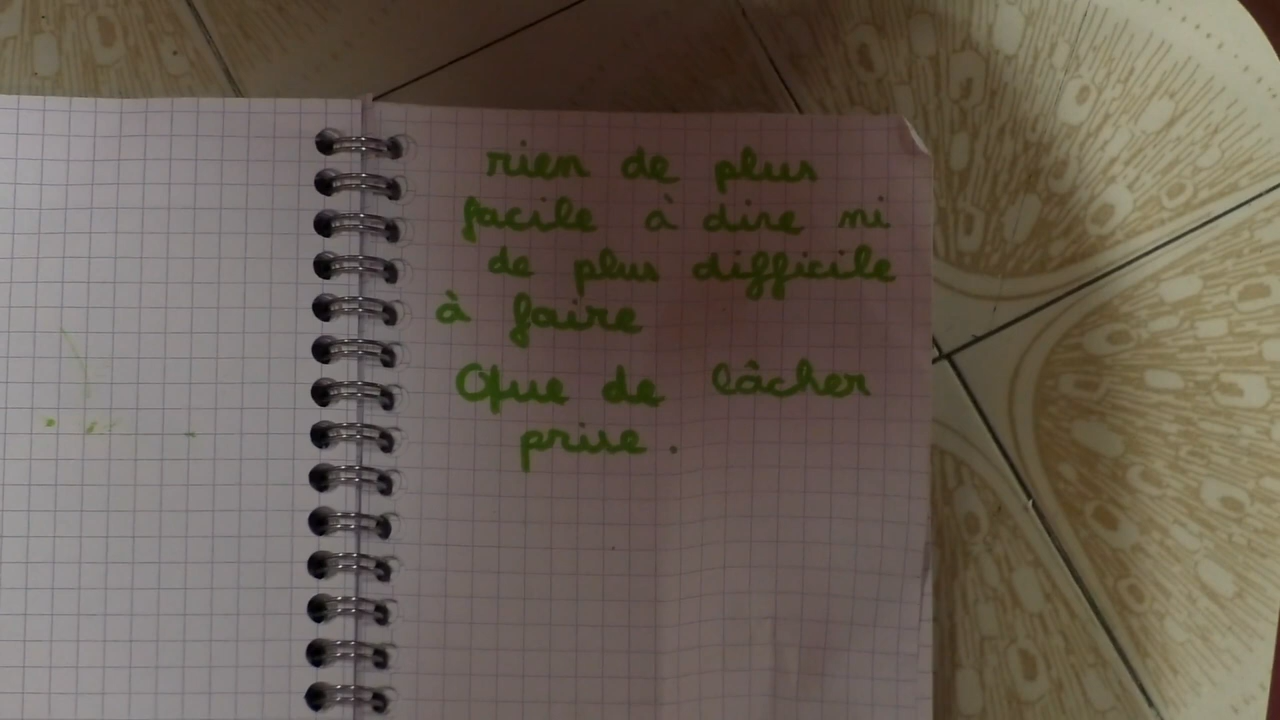 rien de plus
facile à dire ni
de plus difficile
à faire
Que de lâcher
prise.